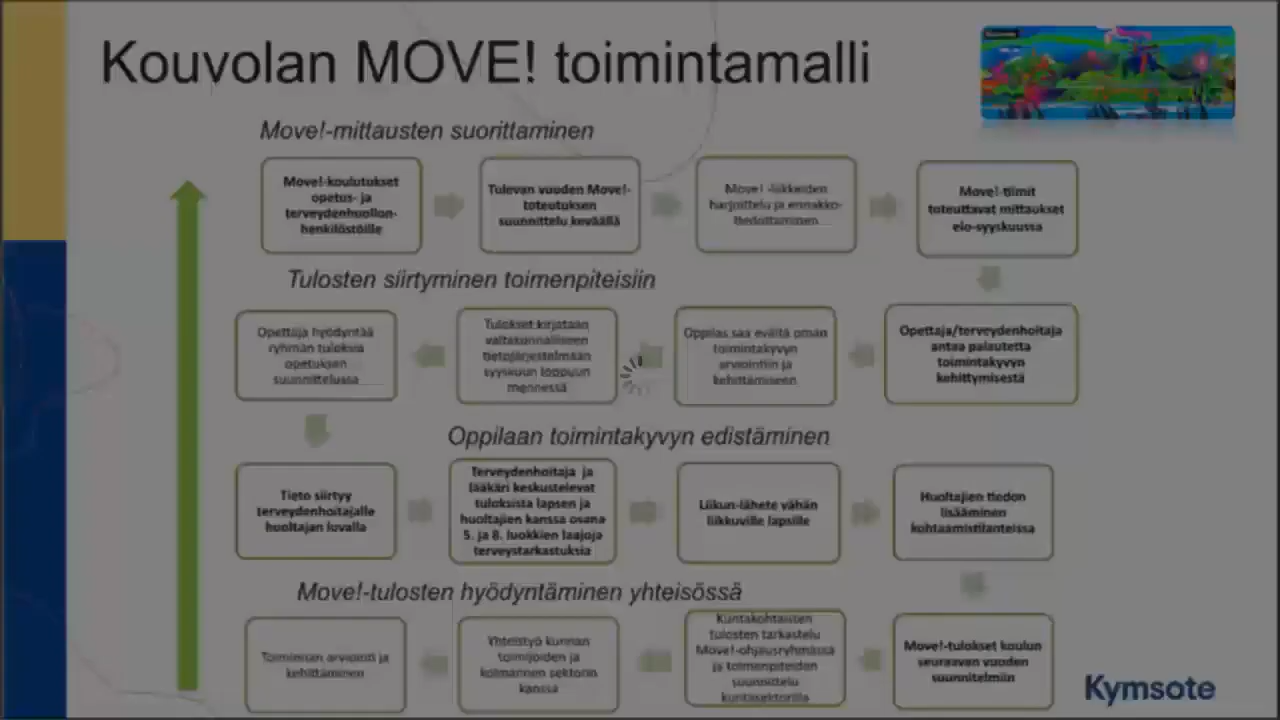 Kouvolan MOVE! toimintamalli
Move!-mittausten suorittaminen
Move!-koulutukset
opetus- ja
terveydenhuollon-
henkilöstöille
Tulevan vuoden Move!-
toteutuksen
suunnittelu keväällä
Move! -liikkeiden
harjoittelu ja ennakko-
tiedottaminen
Move!-tiimit
toteuttavat mittaukset
elo-syyskuussa
Tulosten siirtyminen toimenpiteisiin
Opettaja hyödyntää
ryhmän tuloksia
opetuksen
suunnittelussa
Tulokset kirjataan
valtakunnalliseen
tietojärjestelmään
syyskuun loppuun
mennessä
Oppilas saa eväitä oman
toimintakyvyn
arviointiin ja
kehittämiseen
Opettaja/terveydenhoitaja
antaa palautetta
toimintakyvyn
kehittymisestä
Oppilaan toimintakyvyn edistäminen
Tieto siirtyy
terveydenhoitajalle
huoltajan luvalla
Terveydenhoitaja ja
lääkäri keskustelevat
tuloksista lapsen ja
huoltajien kanssa osana
5. ja 8. luokkien laajoja
terveystarkastuksia
Liikun-lähete vähän
liikkuville lapsille
Huoltajien tiedon
lisääminen
kohtaamistilanteissa
Move!-tulosten hyödyntäminen yhteisössä
Toiminnan arviointi ja
kehittäminen
Yhteistyö kunnan
toimijoiden ja
kolmannen sektorin
kanssa
Kuntakohtaisten
tulosten tarkastelu
Move!-ohjausryhmässä
ja toimenpiteiden
suunnittelu
kuntasektorilla
Move!-tulokset koulun
seuraavan vuoden
suunnitelmiin
Kymsote